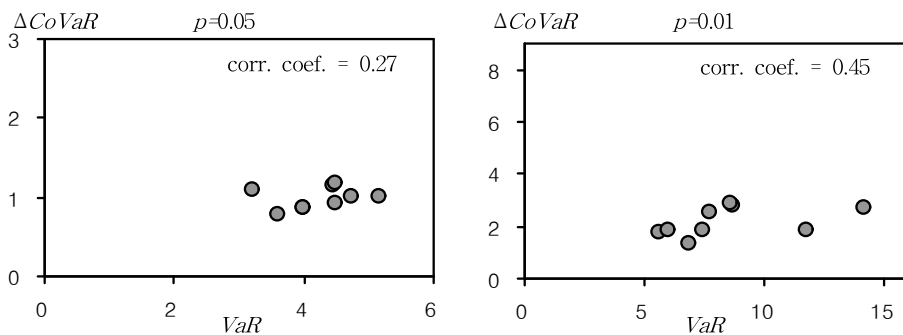 ΔCoVaR p=0.05
3
corr. coef. = 0.27
2
1
0
0 2 4 6
VaR
ΔCoVaR p=0.01
8
corr. coef. = 0.45
6
4
2
0
0 5 10 15
VaR